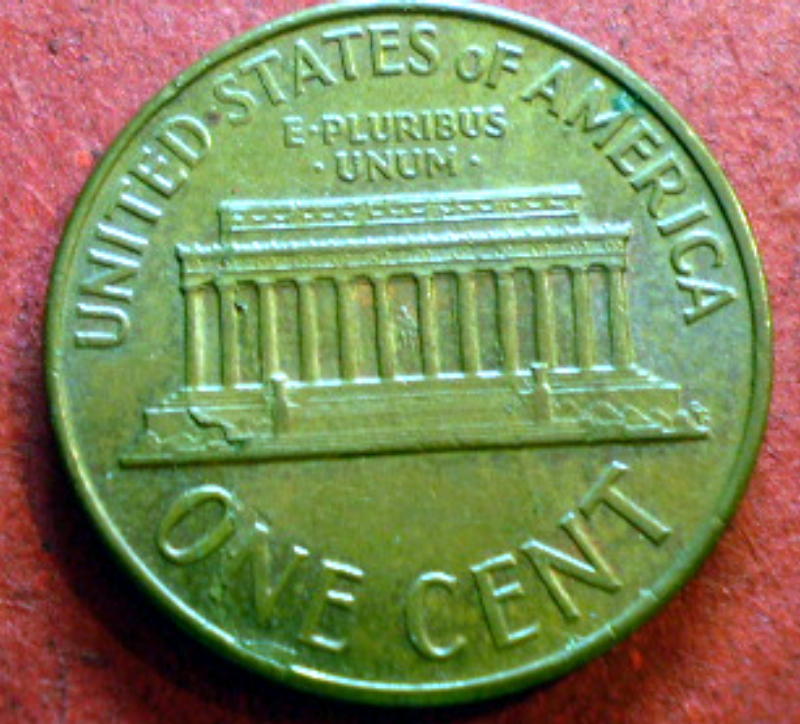 UNITED·STATES OF AMERICA
E·PLURIBUS
·UNUM·
ONE CENT